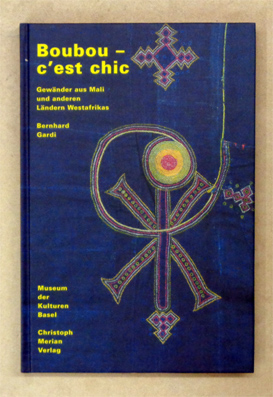 Boubou –
c'est chic
Gewänder aus Mali
und anderen
Ländern Westafrikas
Bernhard
Gardi
Museum
der
Kulturen
Basel
Christoph
Merian
Verlag